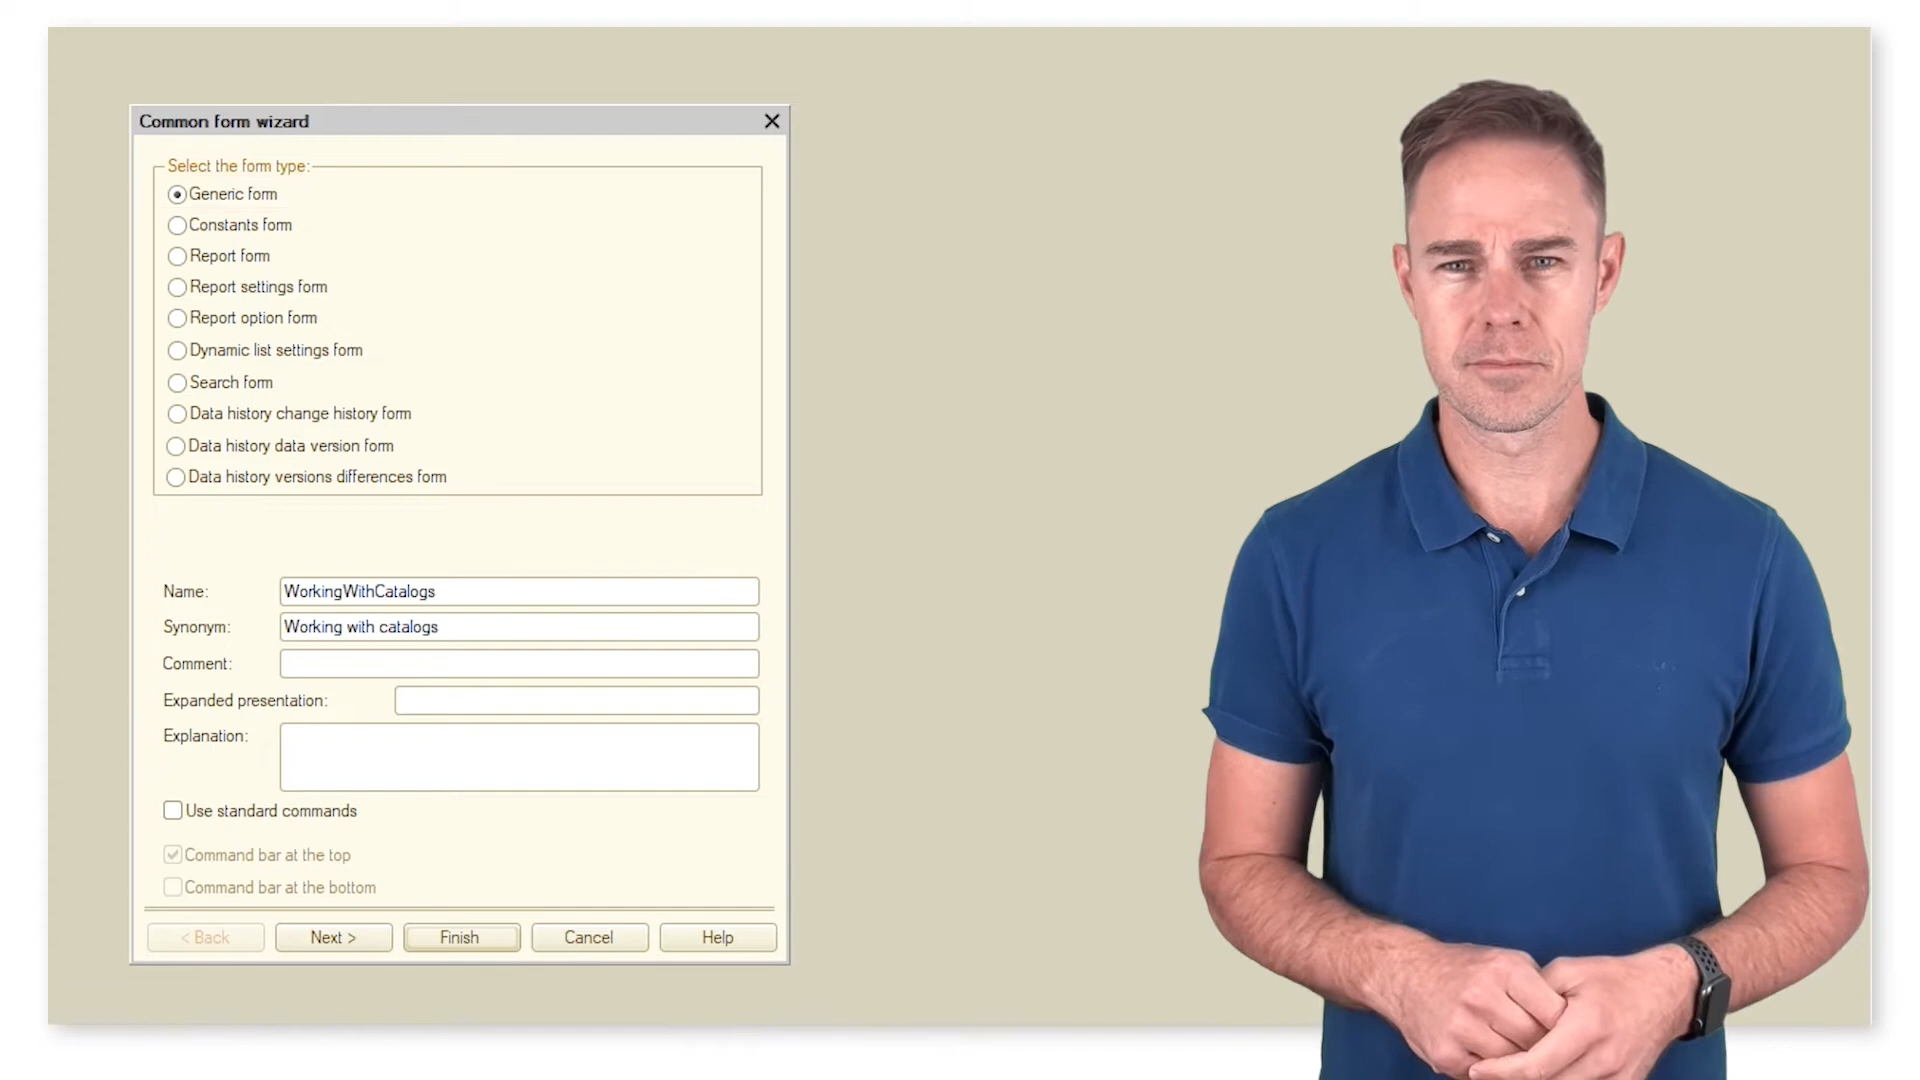 Common form wizard
Select the form type:
Generic form
Constants form
Report form
Report settings form
Report option form
Dynamic list settings form
Search form
Data history change history form
Data history data version form
Data history versions differences form
Name: WorkingWithCatalogs
Synonym: Working with catalogs
Comment:
Expanded presentation:
Explanation:
Use standard commands
Command bar at the top
Command bar at the bottom
< Back Next > Finish Cancel Help